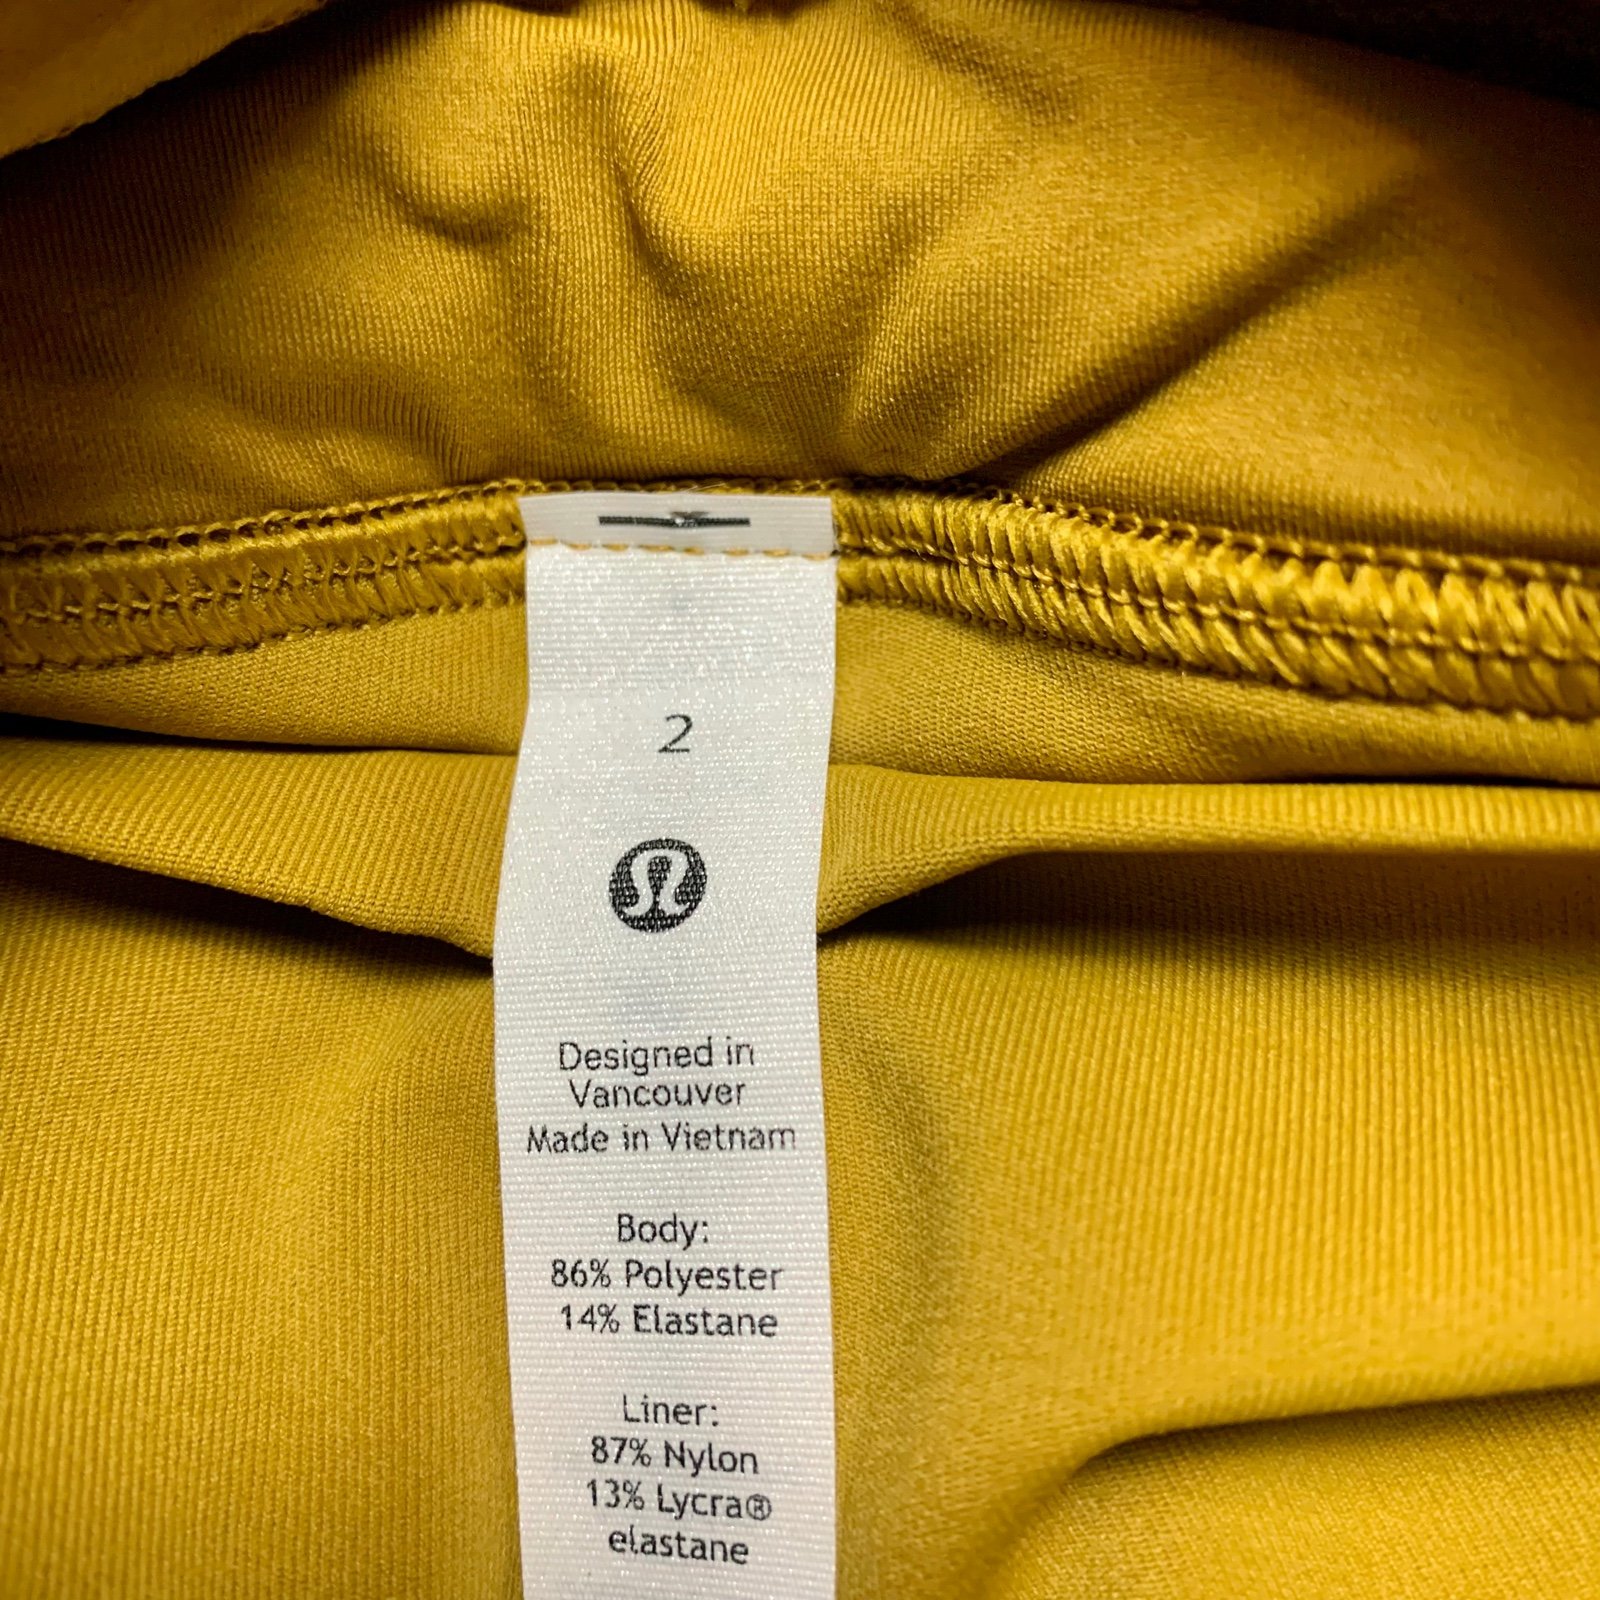 2
Designed in
Vancouver
Made in Vietnam
Body:
86% Polyester
14% Elastane
Liner:
87% Nylon
13% Lycra®
elastane